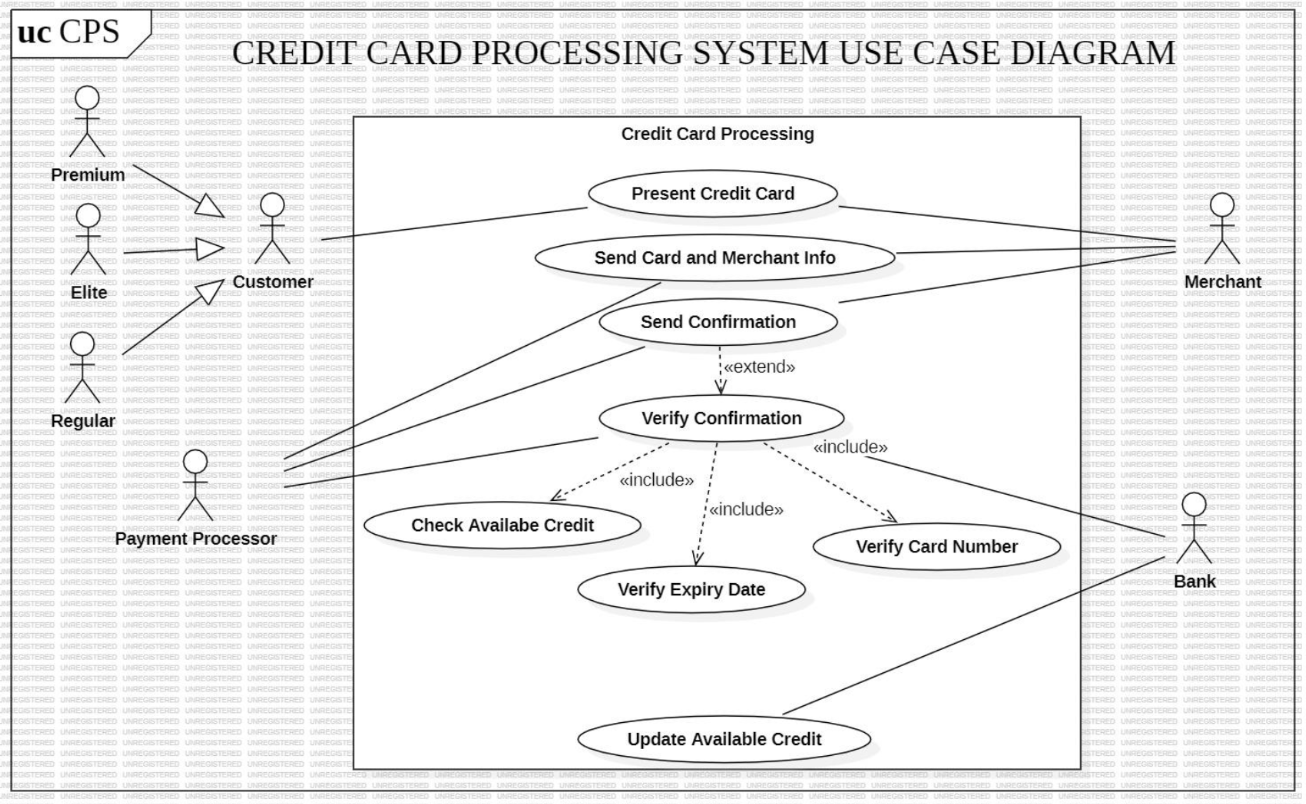 uc CPS
CREDIT CARD PROCESSING SYSTEM USE CASE DIAGRAM
Credit Card Processing
Premium
Elite
Regular
Customer
Payment Processor
Present Credit Card
Send Card and Merchant Info
Send Confirmation
«extend»
Verify Confirmation
«include»
«include»
«include»
Check Availabe Credit
Verify Expiry Date
Verify Card Number
Update Available Credit
Merchant
Bank
UNREGISTERED